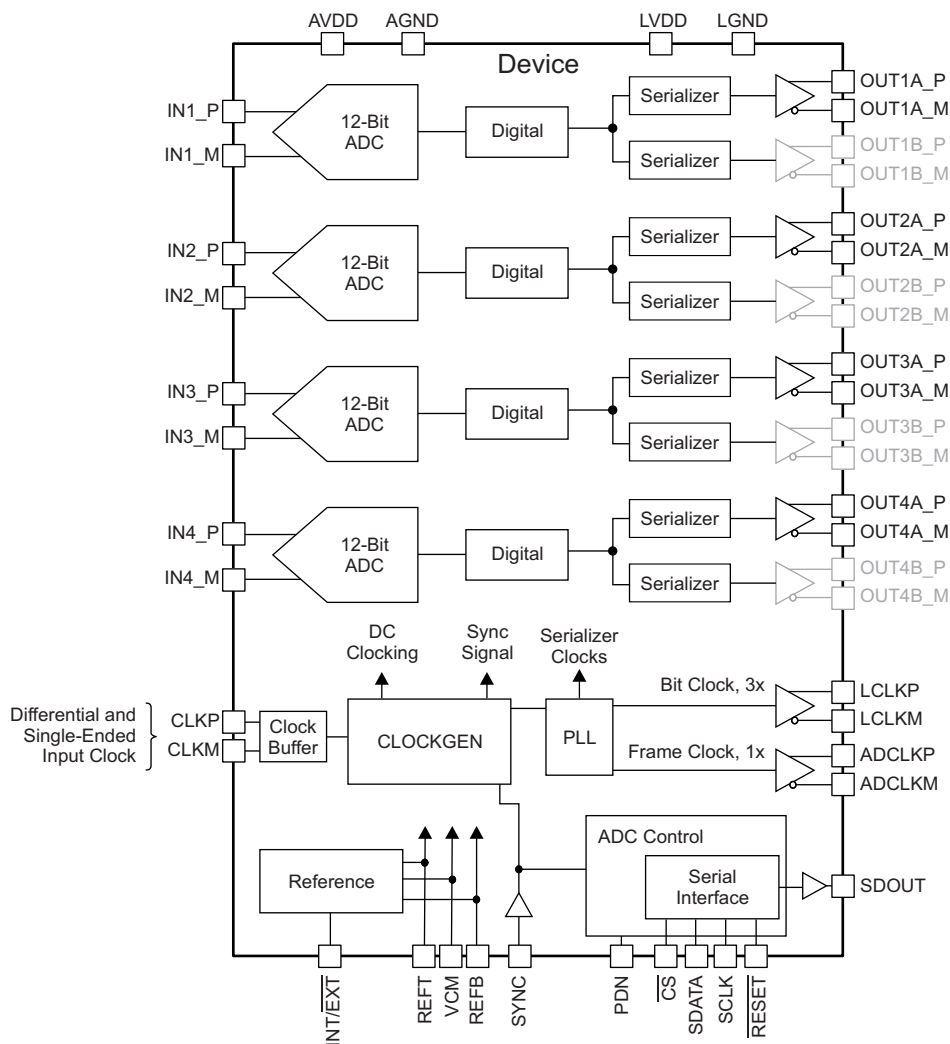 AVDD AGND LVDD LGND
Device
IN1_P
IN1_M
12-Bit
ADC
Digital
Serializer
Serializer
OUT1A_P
OUT1A_M
OUT1B_P
OUT1B_M
IN2_P
IN2_M
12-Bit
ADC
Digital
Serializer
Serializer
OUT2A_P
OUT2A_M
OUT2B_P
OUT2B_M
IN3_P
IN3_M
12-Bit
ADC
Digital
Serializer
Serializer
OUT3A_P
OUT3A_M
OUT3B_P
OUT3B_M
IN4_P
IN4_M
12-Bit
ADC
Digital
Serializer
Serializer
OUT4A_P
OUT4A_M
OUT4B_P
OUT4B_M
DC
Clocking
Sync
Signal
Serializer
Clocks
Differential and
Single-Ended
Input Clock
CLKP
CLKM
Clock
Buffer
CLOCKGEN
PLL
Bit Clock, 3x
Frame Clock, 1x
LCLKP
LCLKM
ADCLKP
ADCLKM
Reference
ADC Control
Serial
Interface
SDOUT
INT/EXT
REFT
VCM
REFB
SYNC
PDN
CS
SDATA
SCLK
RESET